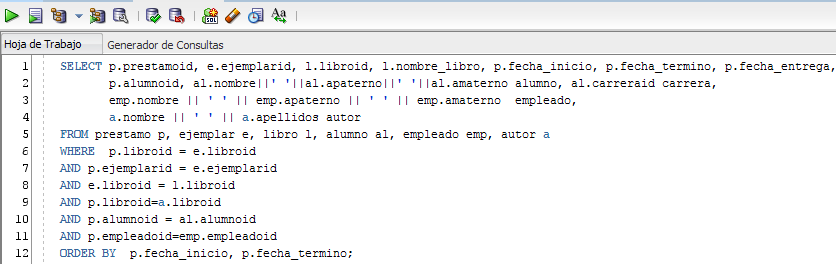 Hoja de Trabajo Generador de Consultas
1 SELECT p.prestamoid, e.ejemplarid, l.libroid, l.nombre_libro, p.fecha_inicio, p.fecha_termino, p.fecha_entrega,
2 p.alumnoid, al.nombre||' '||al.apaterno||' '||al.amaterno alumno, al.carreraid carrera,
3 emp.nombre || ' ' || emp.apaterno || ' ' || emp.amaterno empleado,
4 a.nombre || ' ' || a.apellidos autor
5 FROM prestamo p, ejemplar e, libro l, alumno al, empleado emp, autor a
6 WHERE p.libroid = e.libroid
7 AND p.ejemplarid = e.ejemplarid
8 AND e.libroid = l.libroid
9 AND p.libroid=a.libroid
10 AND p.alumnoid = al.alumnoid
11 AND p.empleadoid=emp.empleadoid
12 ORDER BY p.fecha_inicio, p.fecha_termino;